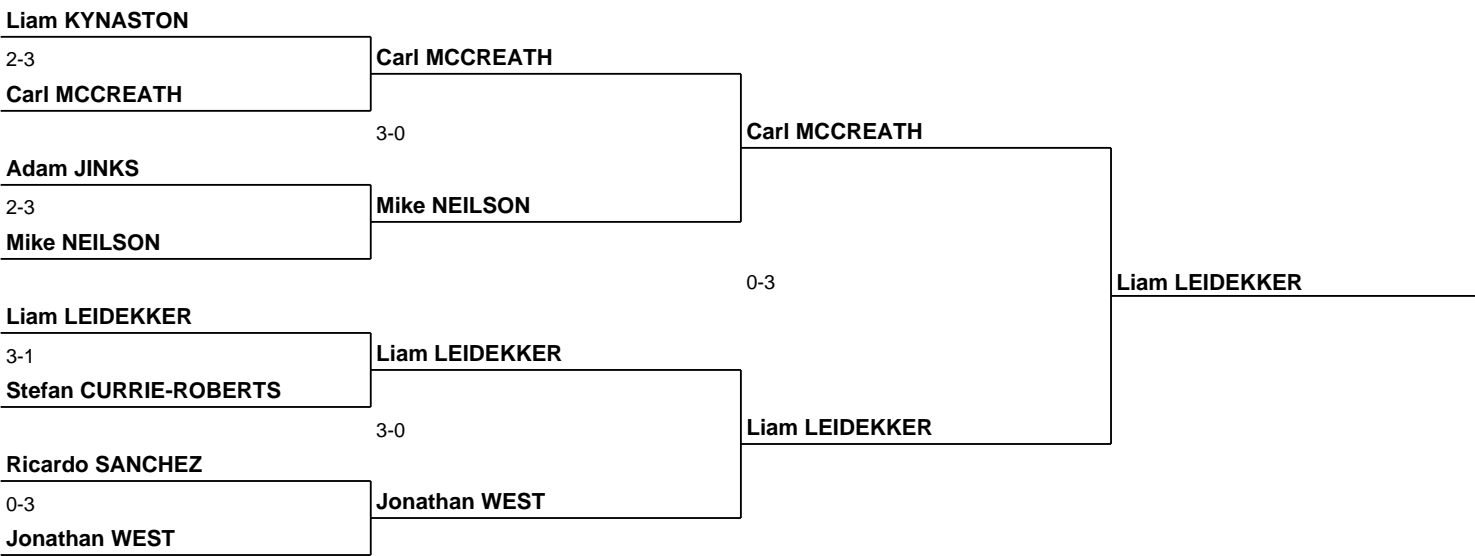 Liam KYNASTON
2-3
Carl MCCREATH
Carl MCCREATH
3-0
Carl MCCREATH
Adam JINKS
2-3
Mike NEILSON
Mike NEILSON
0-3
Liam LEIDEKKER
Liam LEIDEKKER
3-1
Liam LEIDEKKER
Stefan CURRIE-ROBERTS
3-0
Liam LEIDEKKER
Ricardo SANCHEZ
0-3
Jonathan WEST
Jonathan WEST